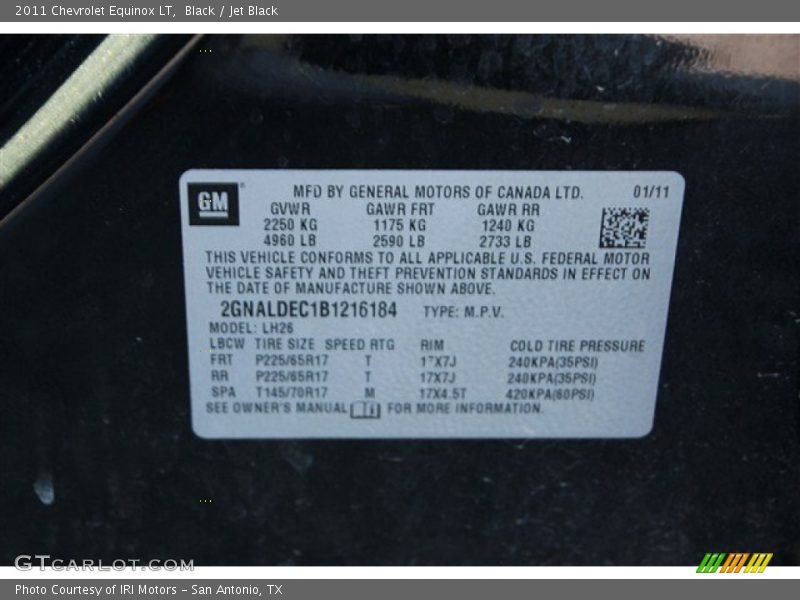 2011 Chevrolet Equinox LT, Black / Jet Black
GM
MFD BY GENERAL MOTORS OF CANADA LTD. 01/11
GVWR GAWR FRT GAWR RR
2250 KG 1175 KG 1240 KG
4960 LB 2590 LB 2733 LB
THIS VEHICLE CONFORMS TO ALL APPLICABLE U.S. FEDERAL MOTOR
VEHICLE SAFETY AND THEFT PREVENTION STANDARDS IN EFFECT ON
THE DATE OF MANUFACTURE SHOWN ABOVE.
2GNALDEC1B1216184 TYPE: M.P.V.
MODEL: LH26
LBCW TIRE SIZE SPEED RTG RIM COLD TIRE PRESSURE
FRT P225/65R17 T 17X7J 240KPA(35PSI)
RR P225/65R17 T 17X7J 240KPA(35PSI)
SPA T145/70R17 M 17X4.5T 420KPA(60PSI)
SEE OWNER'S MANUAL FOR MORE INFORMATION.
GTCARLOT.COM
Photo Courtesy of IRI Motors – San Antonio, TX